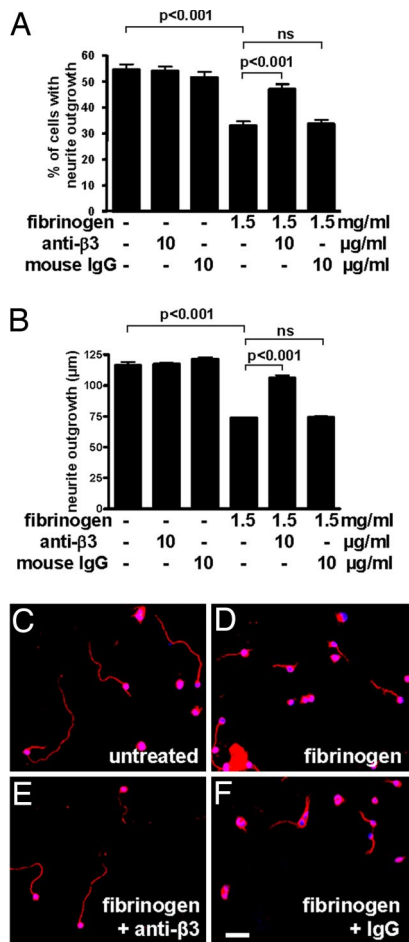 A
p<0.001
ns
p<0.001
% of cells with
neurite outgrowth
60
50
40
30
20
10
0
fibrinogen - - - 1.5 1.5 1.5 mg/ml
anti-β3 - 10 - - 10 - µg/ml
mouse IgG - - 10 - - 10 µg/ml
B
p<0.001
ns
p<0.001
neurite outgrowth (µm)
125
100
75
50
25
0
fibrinogen - - - 1.5 1.5 1.5 mg/ml
anti-β3 - 10 - - 10 - µg/ml
mouse IgG - - 10 - - 10 µg/ml
C
untreated
D
fibrinogen
E
fibrinogen
+ anti-β3
F
fibrinogen
+ IgG